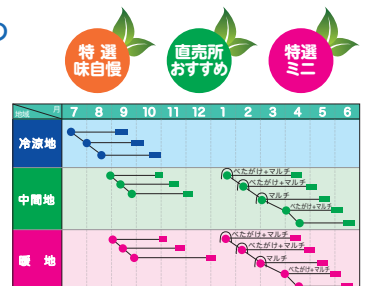 特選
味自慢
直売所
おすすめ
特選
ミニ
地域 月 7 8 9 10 11 12 1 2 3 4 5 6
冷涼地
中間地
べたがけ+マルチ
べたがけ+マルチ
マルチ
べたがけ+マルチ
暖 地
べたがけ+マルチ
べたがけ+マルチ
マルチ
べたがけ+マルチ